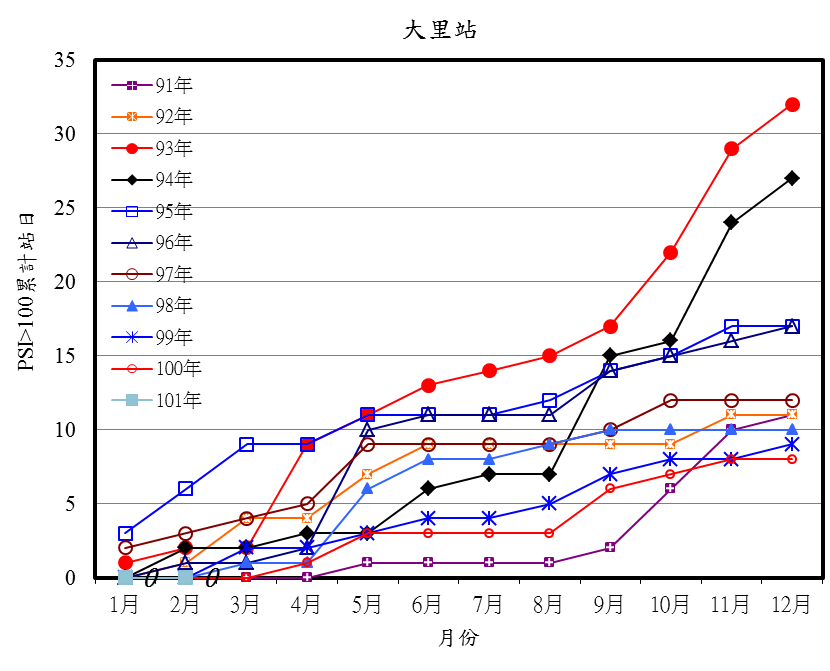 大里站
35
30
25
20
15
10
5
0
PSI>100累計站日
91年
92年
93年
94年
95年
96年
97年
98年
99年
100年
101年
0 0
1月 2月 3月 4月 5月 6月 7月 8月 9月 10月 11月 12月
月份